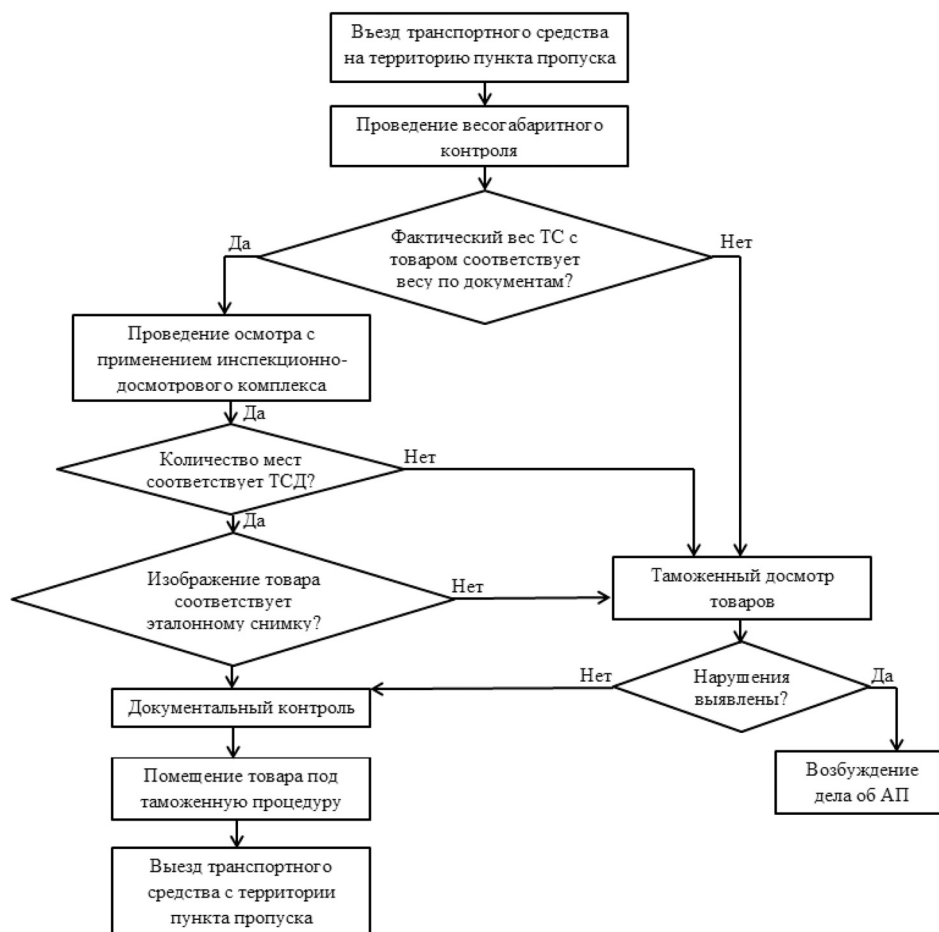 Въезд транспортного средства
на территорию пункта пропуска
Проведение весогабаритного
контроля
Фактический вес ТС с
товаром соответствует
весу по документам?
Да
Нет
Проведение осмотра с
применением инспекционно-
досмотрового комплекса
Да
Количество мест
соответствует ТСД?
Нет
Да
Изображение товара
соответствует
эталонному снимку?
Нет
Таможенный досмотр
товаров
Нарушения
выявлены?
Нет
Да
Документальный контроль
Возбуждение
дела об АП
Помещение товара под
таможенную процедуру
Выезд транспортного
средства с территории
пункта пропуска